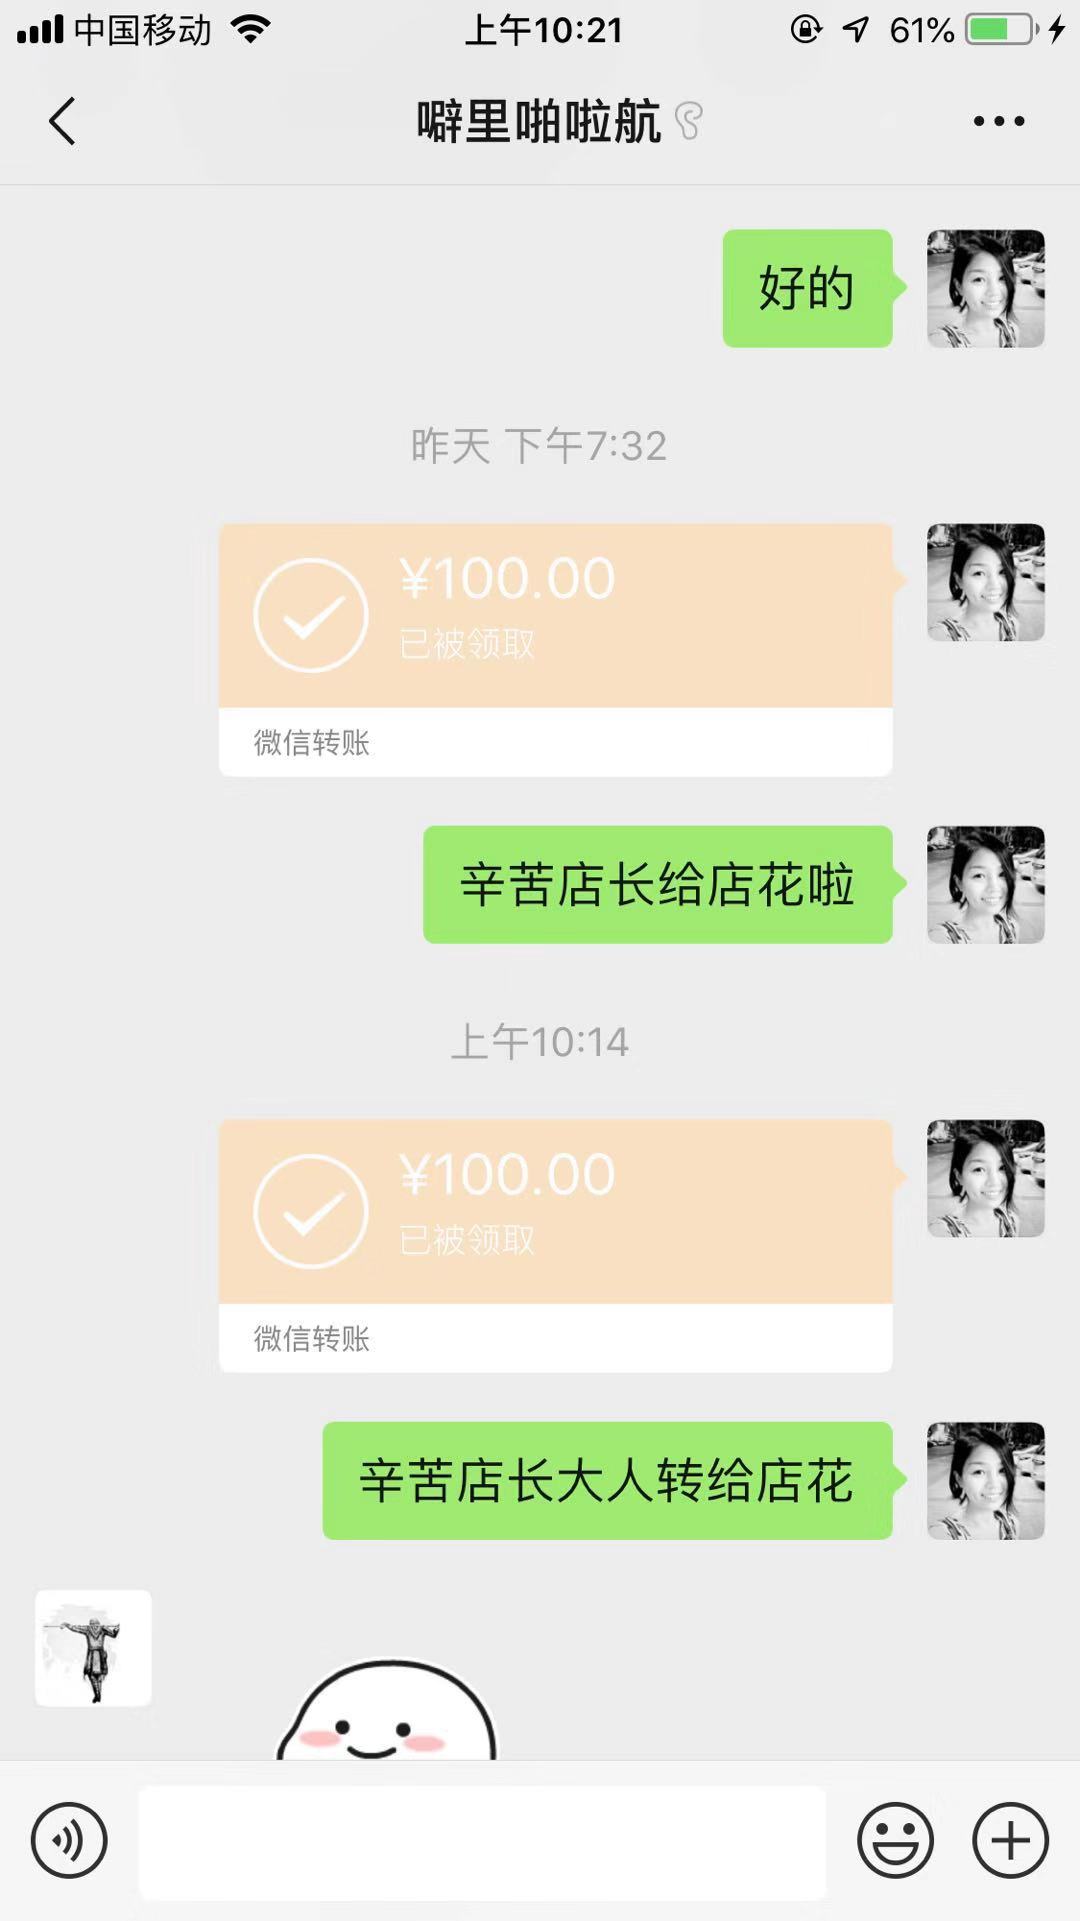 中国移动 上午10:21 61%
噼里啪啦航
好的
昨天 下午7:32
¥100.00
已被领取
微信转账
辛苦店长给店花啦
上午10:14
¥100.00
已被领取
微信转账
辛苦店长大人转给店花